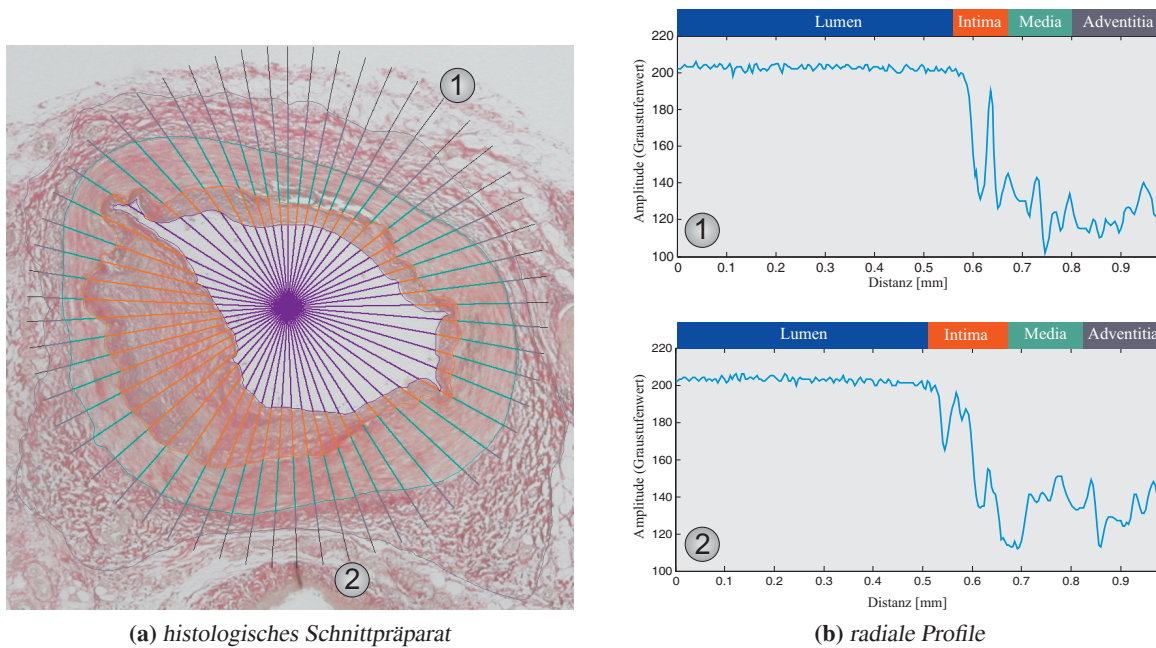 1
2
(a) histologisches Schnittpräparat
Lumen Intima Media Adventitia
220
200
180
160
140
120
100
Amplitude (Graustufenwert)
1
0 0.1 0.2 0.3 0.4 0.5 0.6 0.7 0.8 0.9
Distanz [mm]
Lumen Intima Media Adventitia
220
200
180
160
140
120
100
Amplitude (Graustufenwert)
2
0 0.1 0.2 0.3 0.4 0.5 0.6 0.7 0.8 0.9
Distanz [mm]
(b) radiale Profile